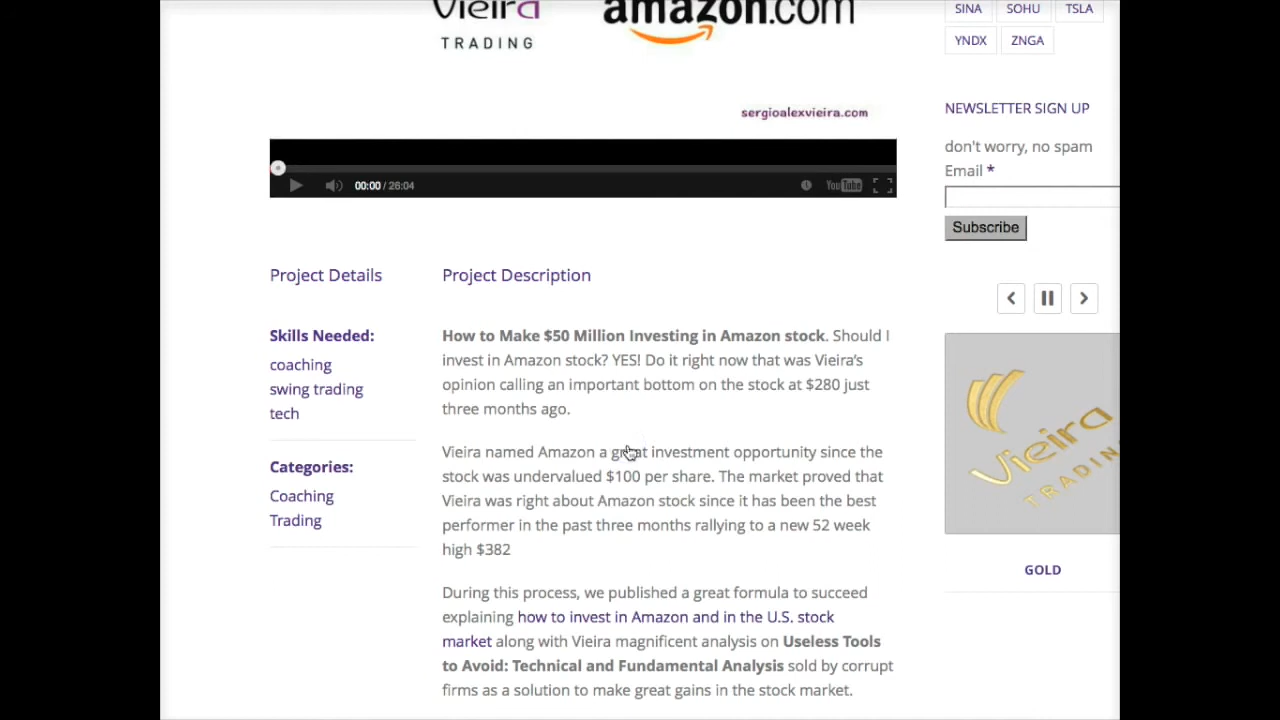 Vieira
TRADING
amazon.com
sergioalexvieira.com
00:00 / 26:04
YouTube
Project Details
Skills Needed:
coaching
swing trading
tech
Categories:
Coaching
Trading
Project Description
How to Make $50 Million Investing in Amazon stock. Should I
invest in Amazon stock? YES! Do it right now that was Vieira's
opinion calling an important bottom on the stock at $280 just
three months ago.
Vieira named Amazon a great investment opportunity since the
stock was undervalued $100 per share. The market proved that
Vieira was right about Amazon stock since it has been the best
performer in the past three months rallying to a new 52 week
high $382
During this process, we published a great formula to succeed
explaining how to invest in Amazon and in the U.S. stock
market along with Vieira magnificent analysis on Useless Tools
to Avoid: Technical and Fundamental Analysis sold by corrupt
firms as a solution to make great gains in the stock market.
SINA SOHU TSLA
YNDX ZNGA
NEWSLETTER SIGN UP
don't worry, no spam
Email *
Subscribe
Vieira
TRADING
GOLD